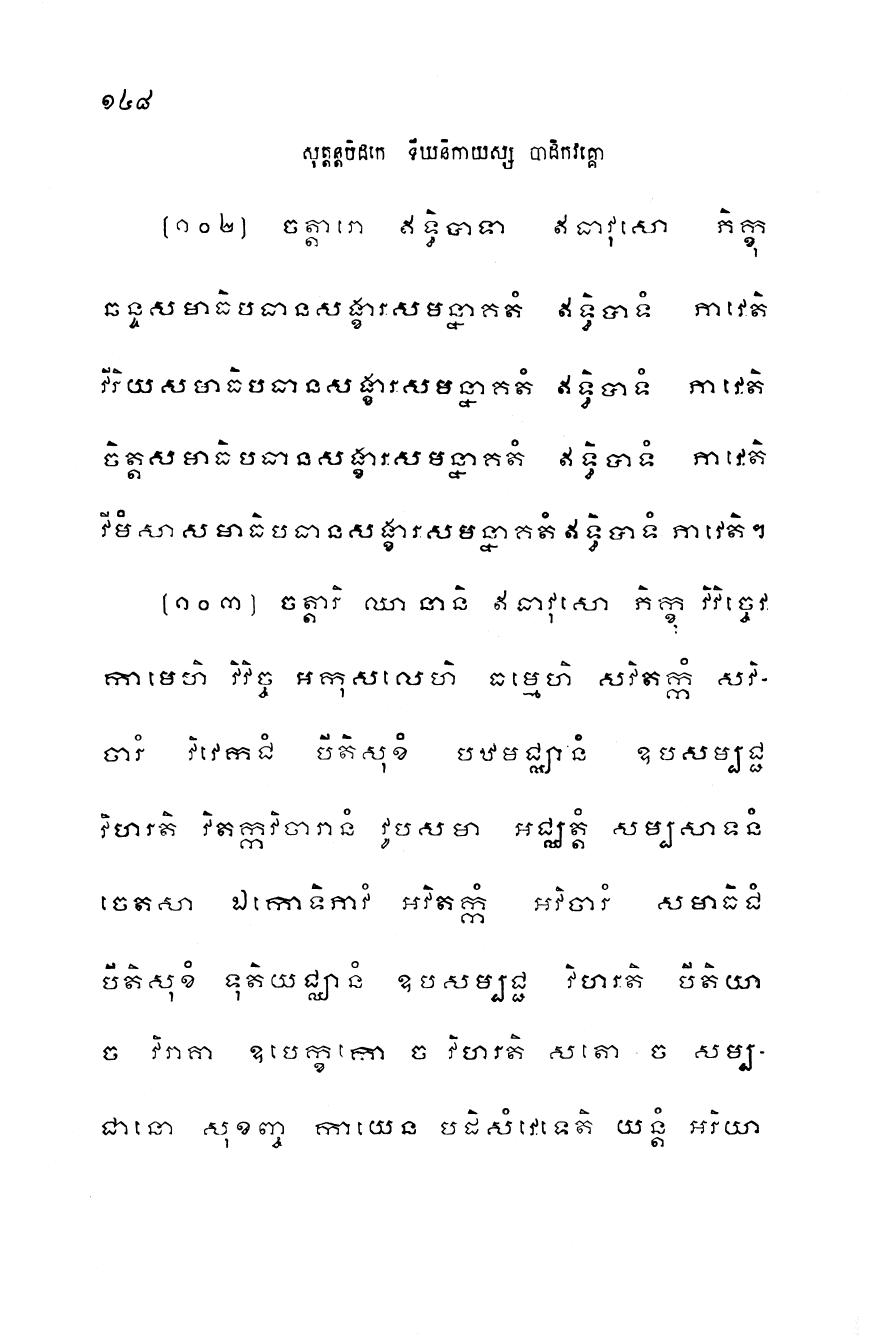 ១៤៨
សុត្តន្តបិដកេ ទីឃនិកាយស្ស បាដិកវគ្គោ
(១០២) ចត្តារោ ឥទ្ធិបាទា ឥធាវុសោ ភិក្ខុ
ឆន្ទសមាធិបធានសង្ខារសមន្នាគតំ ឥទ្ធិបាទំ ភាវេតិ
វីរិយសមាធិបធានសង្ខារសមន្នាគតំ ឥទ្ធិបាទំ ភាវេតិ
ចិត្តសមាធិបធានសង្ខារសមន្នាគតំ ឥទ្ធិបាទំ ភាវេតិ
វីមំសាសមាធិបធានសង្ខារសមន្នាគតំ ឥទ្ធិបាទំ ភាវេតិ។
(១០៣) ចត្តារិ ឈានានិ ឥធាវុសោ ភិក្ខុ វិវិច្ចេវ
កាមេហិ វិវិច្ច អកុសលេហិ ធម្មេហិ សវិតក្កំ សវិ-
ចារំ វិវេកជំ បីតិសុខំ បឋមជ្ឈានំ ឧបសម្បជ្ជ
វិហរតិ វិតក្កវិចារានំ វូបសមា អជ្ឈត្តំ សម្បសាទនំ
ចេតសោ ឯកោទិភាវំ អវិតក្កំ អវិចារំ សមាធិជំ
បីតិសុខំ ទុតិយជ្ឈានំ ឧបសម្បជ្ជ វិហរតិ បីតិយា
ច វិរាគា ឧបេក្ខកោ ច វិហរតិ សតោ ច សម្ប-
ជានោ សុខញ្ច កាយេន បដិសំវេទេតិ យន្តំ អរិយា